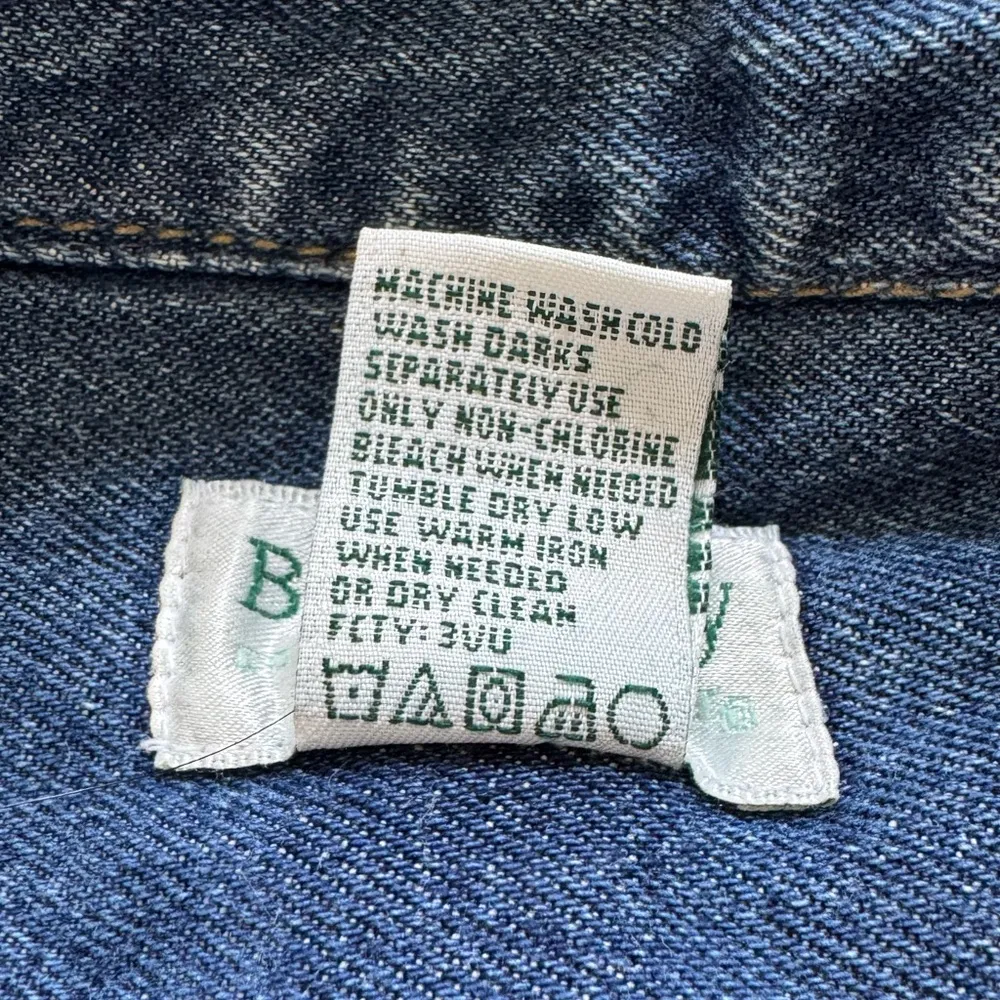 MACHINE WASH COLD
WASH DARKS
SEPARATELY USE
ONLY NON-CHLORINE
BLEACH WHEN NEEDED
TUMBLE DRY LOW
USE WARM IRON
WHEN NEEDED
OR DRY CLEAN
FCTY: 3VU
B